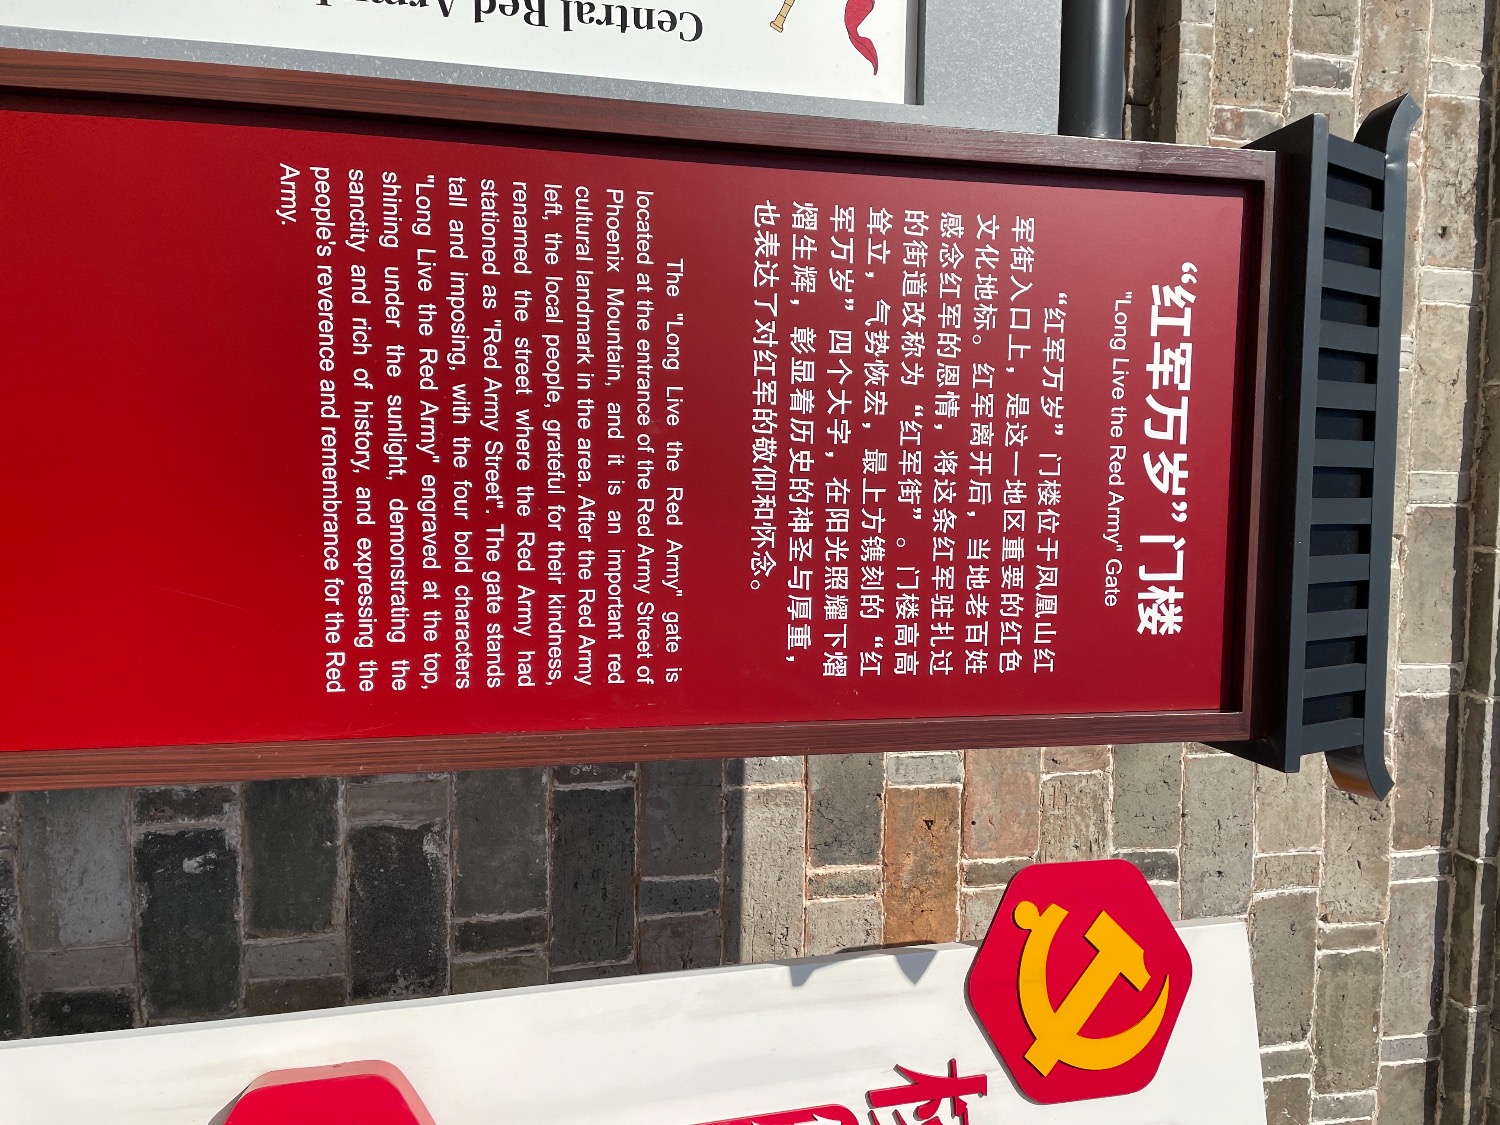 “红军万岁”门楼
"Long Live the Red Army" Gate
“红军万岁”门楼位于凤凰山红
军街入口上，是这一地区重要的红色
文化地标。红军离开后，当地老百姓
感念红军的恩情，将这条红军驻扎过
的街道改称为“红军街”。门楼高高
耸立，气势恢宏，最上方镌刻的“红
军万岁”四个大字，在阳光照耀下熠
熠生辉，彰显着历史的神圣与厚重，
也表达了对红军的敬仰和怀念。
The "Long Live the Red Army" gate is
located at the entrance of the Red Army Street of
Phoenix Mountain, and it is an important red
cultural landmark in the area. After the Red Army
left, the local people, grateful for their kindness,
renamed the street where the Red Army had
stationed as "Red Army Street". The gate stands
tall and imposing, with the four bold characters
"Long Live the Red Army" engraved at the top,
shining under the sunlight, demonstrating the
sanctity and rich of history, and expressing the
people's reverence and remembrance for the Red
Army.
Central Red